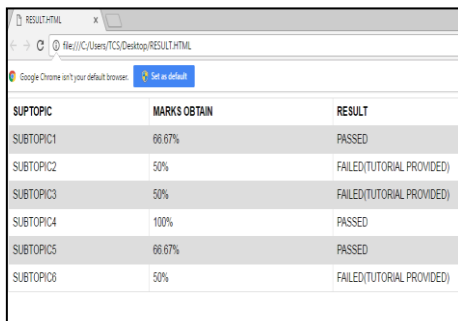 RESULT.HTML x
file:///C:/Users/TCS/Desktop/RESULT.HTML
Google Chrome isn't your default browser. Set as default
SUPTOPIC MARKS OBTAIN RESULT
SUBTOPIC1 66.67% PASSED
SUBTOPIC2 50% FAILED(TUTORIAL PROVIDED)
SUBTOPIC3 50% FAILED(TUTORIAL PROVIDED)
SUBTOPIC4 100% PASSED
SUBTOPIC5 66.67% PASSED
SUBTOPIC6 50% FAILED(TUTORIAL PROVIDED)